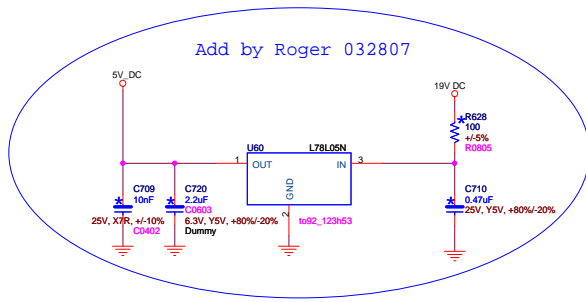 Add by Roger 032807
5V_DC
19V DC
R628
100
+/-5%
R0805
U60
L78L05N
1
OUT
IN
3
GND
2
to92_123h53
C709
10nF
25V, X7R, +/-10%
C0402
C720
2.2uF
C0603
6.3V, Y5V, +80%/-20%
Dummy
C710
0.47uF
25V, Y5V, +80%/-20%